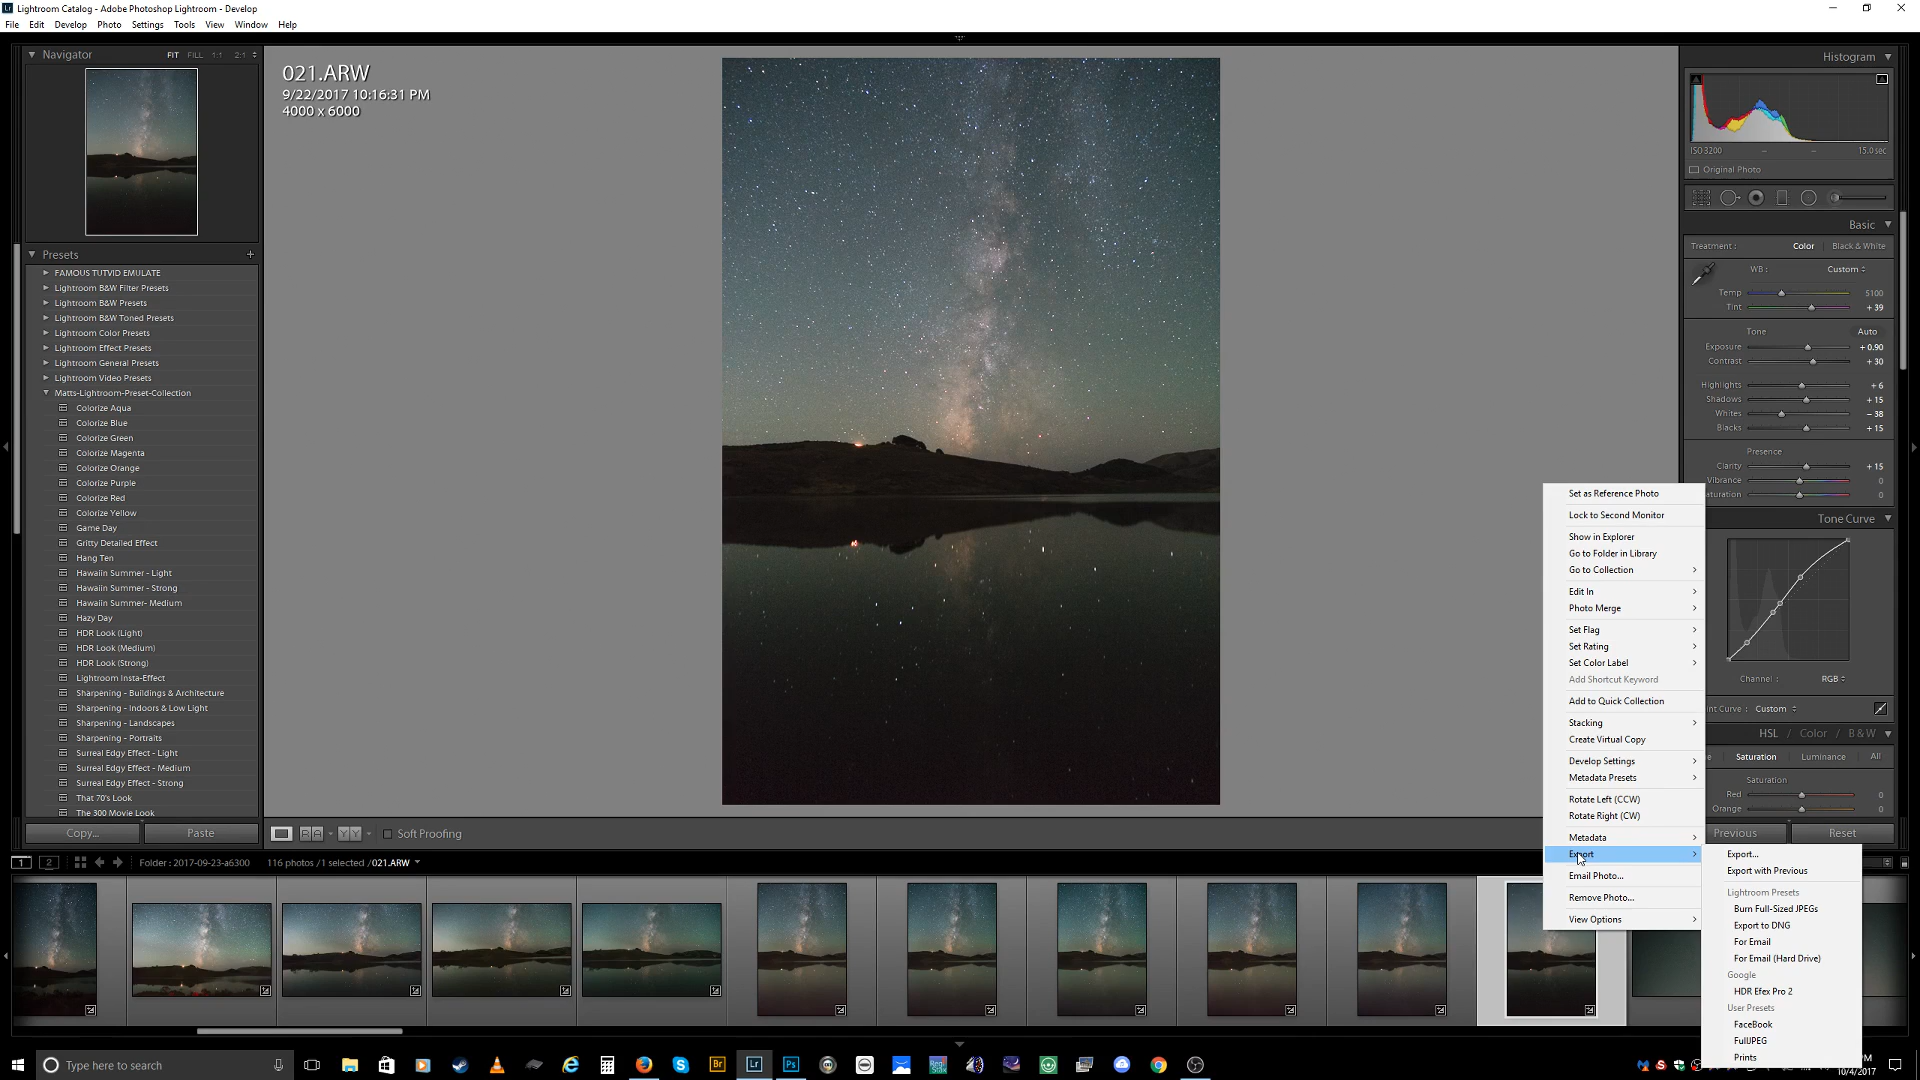 Lightroom Catalog - Adobe Photoshop Lightroom - Develop
File Edit Develop Photo Settings Tools View Window Help
Navigator FIT FILL 1:1 2:1
021.ARW
9/22/2017 10:16:31 PM
4000 x 6000
Presets +
FAMOUS TUTVID EMULATE
Lightroom B&W Filter Presets
Lightroom B&W Presets
Lightroom B&W Toned Presets
Lightroom Color Presets
Lightroom Effect Presets
Lightroom General Presets
Lightroom Video Presets
Matts-Lightroom-Preset-Collection
Colorize Aqua
Colorize Blue
Colorize Green
Colorize Magenta
Colorize Orange
Colorize Purple
Colorize Red
Colorize Yellow
Game Day
Gritty Detailed Effect
Hang Ten
Hawaiin Summer - Light
Hawaiin Summer - Strong
Hawaiin Summer- Medium
Hazy Day
HDR Look (Light)
HDR Look (Medium)
HDR Look (Strong)
Lightroom Insta-Effect
Sharpening - Buildings & Architecture
Sharpening - Indoors & Low Light
Sharpening - Landscapes
Sharpening - Portraits
Surreal Edgy Effect - Light
Surreal Edgy Effect - Medium
Surreal Edgy Effect - Strong
That 70's Look
The 300 Movie Look
Copy... Paste
Histogram
ISO 3200 – – 15.0 sec
Original Photo
Basic
Treatment : Color Black & White
WB : Custom
Temp 5100
Tint + 39
Tone Auto
Exposure + 0.90
Contrast + 30
Highlights + 6
Shadows + 15
Whites – 38
Blacks + 15
Presence
Clarity + 15
Vibrance 0
aturation 0
Tone Curve
Channel : RGB
int Curve : Custom
HSL / Color / B & W
e Saturation Luminance All
Saturation
Red 0
Orange 0
Previous Reset
Set as Reference Photo
Lock to Second Monitor
Show in Explorer
Go to Folder in Library
Go to Collection
Edit In
Photo Merge
Set Flag
Set Rating
Set Color Label
Add Shortcut Keyword
Add to Quick Collection
Stacking
Create Virtual Copy
Develop Settings
Metadata Presets
Rotate Left (CCW)
Rotate Right (CW)
Metadata
Export
Email Photo...
Remove Photo...
View Options
Export...
Export with Previous
Lightroom Presets
Burn Full-Sized JPEGs
Export to DNG
For Email
For Email (Hard Drive)
Google
HDR Efex Pro 2
User Presets
FaceBook
FullJPEG
Prints
R A Y Y Soft Proofing
1 2 Folder : 2017-09-23-a6300 116 photos / 1 selected / 021.ARW
Type here to search
Br Lr Ps
PM
10/4/2017